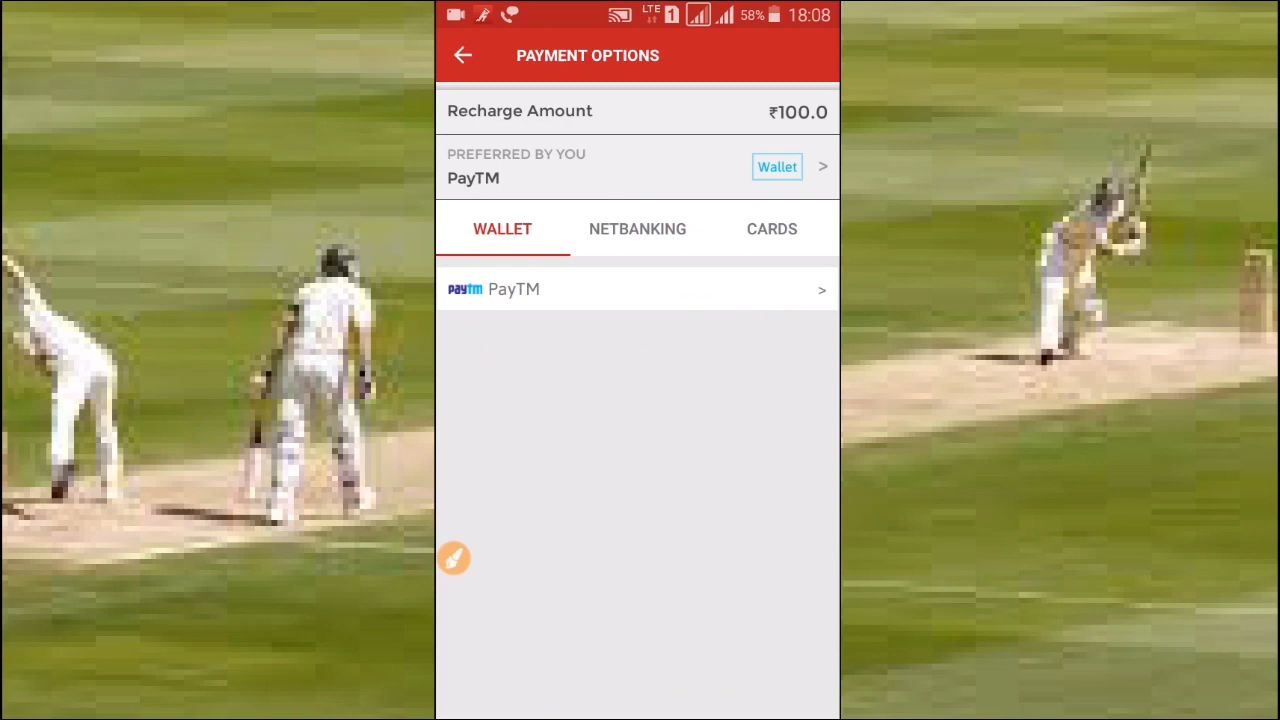 LTE 1 58% 18:08
PAYMENT OPTIONS
Recharge Amount ₹100.0
PREFERRED BY YOU
PayTM Wallet >
WALLET NETBANKING CARDS
paytm PayTM >